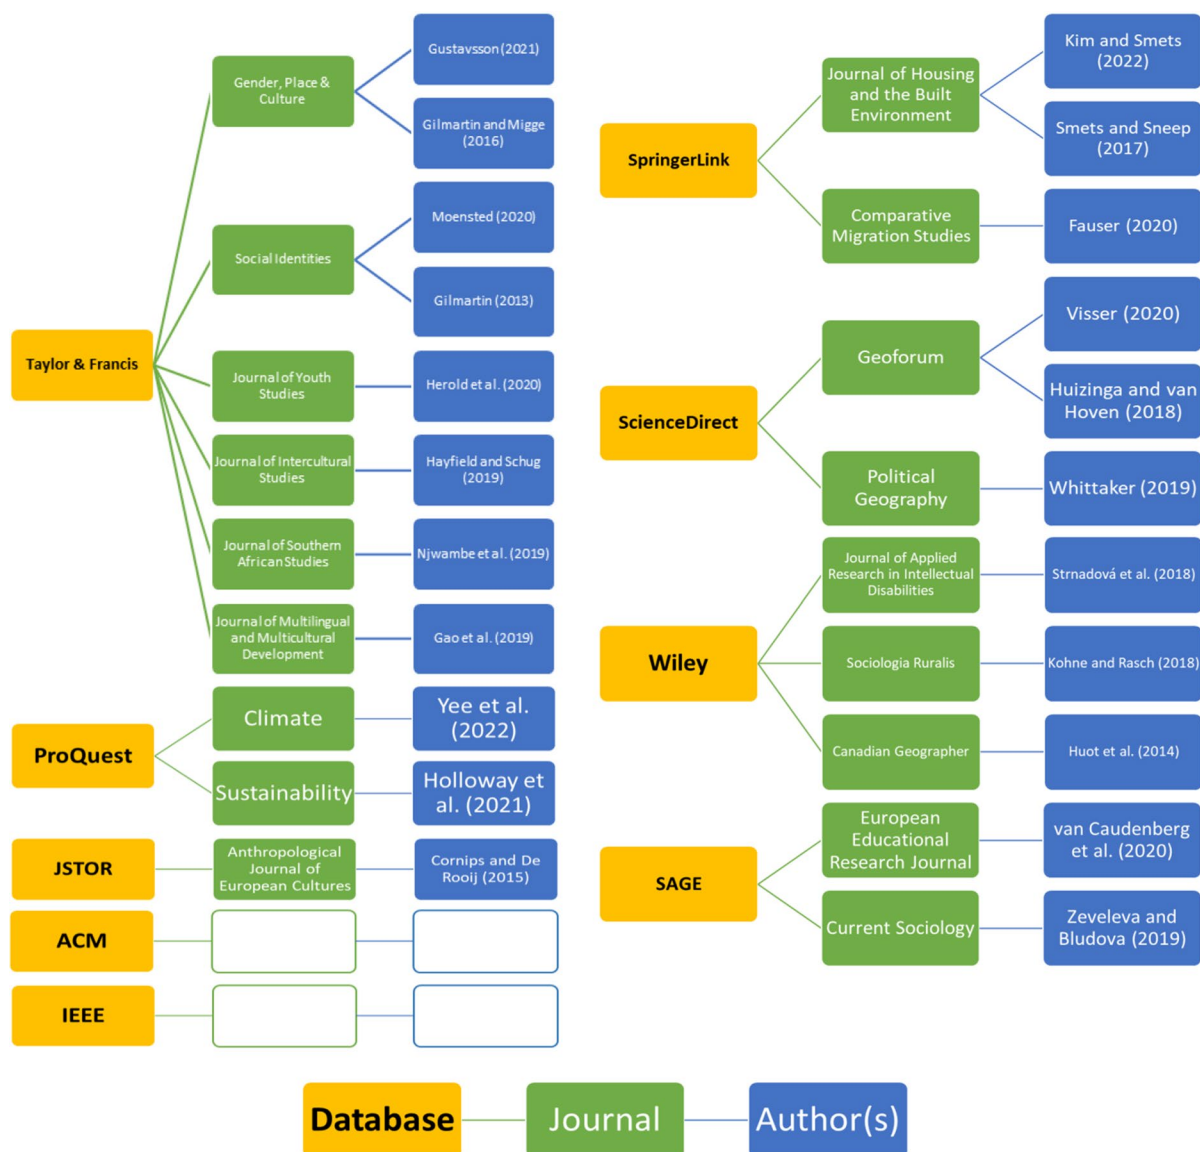 Taylor & Francis
Gender, Place &
Culture
Gustavsson (2021)
Gilmartin and Migge
(2016)
Social Identities
Moensted (2020)
Gilmartin (2013)
Journal of Youth
Studies
Herold et al. (2020)
Journal of Intercultural
Studies
Hayfield and Schug
(2019)
Journal of Southern
African Studies
Njwambe et al. (2019)
Journal of Multilingual
and Multicultural
Development
Gao et al. (2019)
ProQuest
Climate
Yee et al.
(2022)
Sustainability
Holloway et
al. (2021)
JSTOR
Anthropological
Journal of
European Cultures
Cornips and De
Rooij (2015)
ACM
IEEE
SpringerLink
Journal of Housing
and the Built
Environment
Kim and Smets
(2022)
Smets and Sneep
(2017)
Comparative
Migration Studies
Fauser (2020)
ScienceDirect
Geoforum
Visser (2020)
Huizinga and van
Hoven (2018)
Political
Geography
Whittaker (2019)
Wiley
Journal of Applied
Research in Intellectual
Disabilities
Strnadová et al. (2018)
Sociologia Ruralis
Kohne and Rasch (2018)
Canadian Geographer
Huot et al. (2014)
SAGE
European
Educational
Research Journal
van Caudenberg
et al. (2020)
Current Sociology
Zeveleva and
Bludova (2019)
Database
Journal
Author(s)